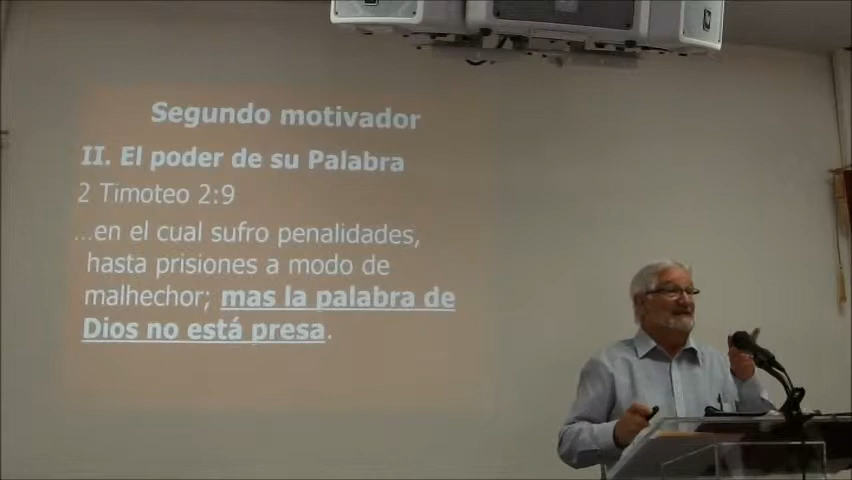 Segundo motivador
II. El poder de su Palabra
2 Timoteo 2:9
...en el cual sufro penalidades,
hasta prisiones a modo de
malhechor; mas la palabra de
Dios no está presa.